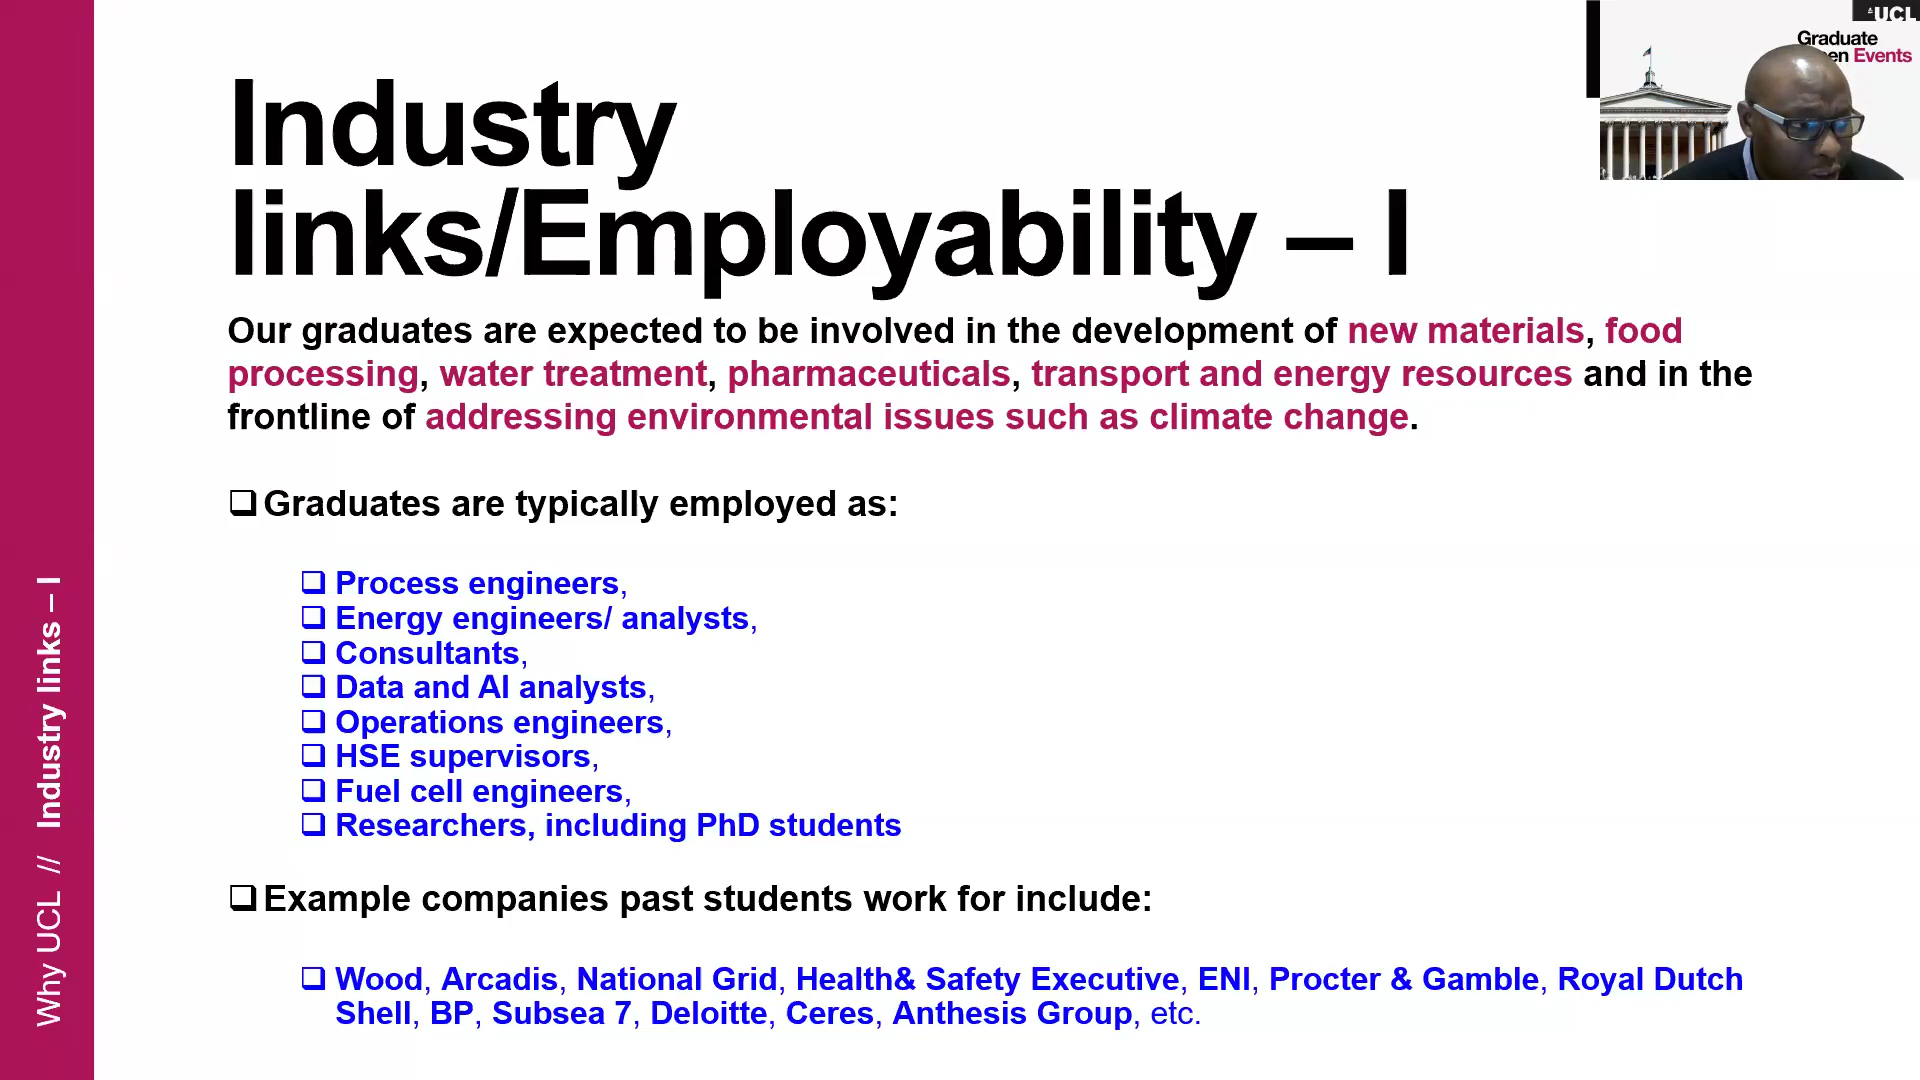 UCL
Graduate
en Events
Industry
links/Employability – I
Our graduates are expected to be involved in the development of new materials, food
processing, water treatment, pharmaceuticals, transport and energy resources and in the
frontline of addressing environmental issues such as climate change.
Graduates are typically employed as:
Process engineers,
Energy engineers/ analysts,
Consultants,
Data and AI analysts,
Operations engineers,
HSE supervisors,
Fuel cell engineers,
Researchers, including PhD students
Example companies past students work for include:
Wood, Arcadis, National Grid, Health& Safety Executive, ENI, Procter & Gamble, Royal Dutch
Shell, BP, Subsea 7, Deloitte, Ceres, Anthesis Group, etc.
Why UCL // Industry links – I